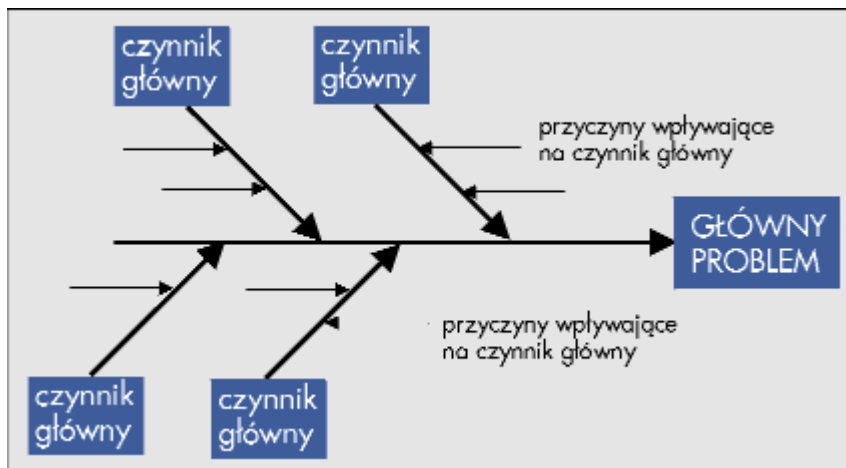 czynnik
główny
czynnik
główny
przyczyny wpływające
na czynnik główny
GŁÓWNY
PROBLEM
przyczyny wpływające
na czynnik główny
czynnik
główny
czynnik
główny